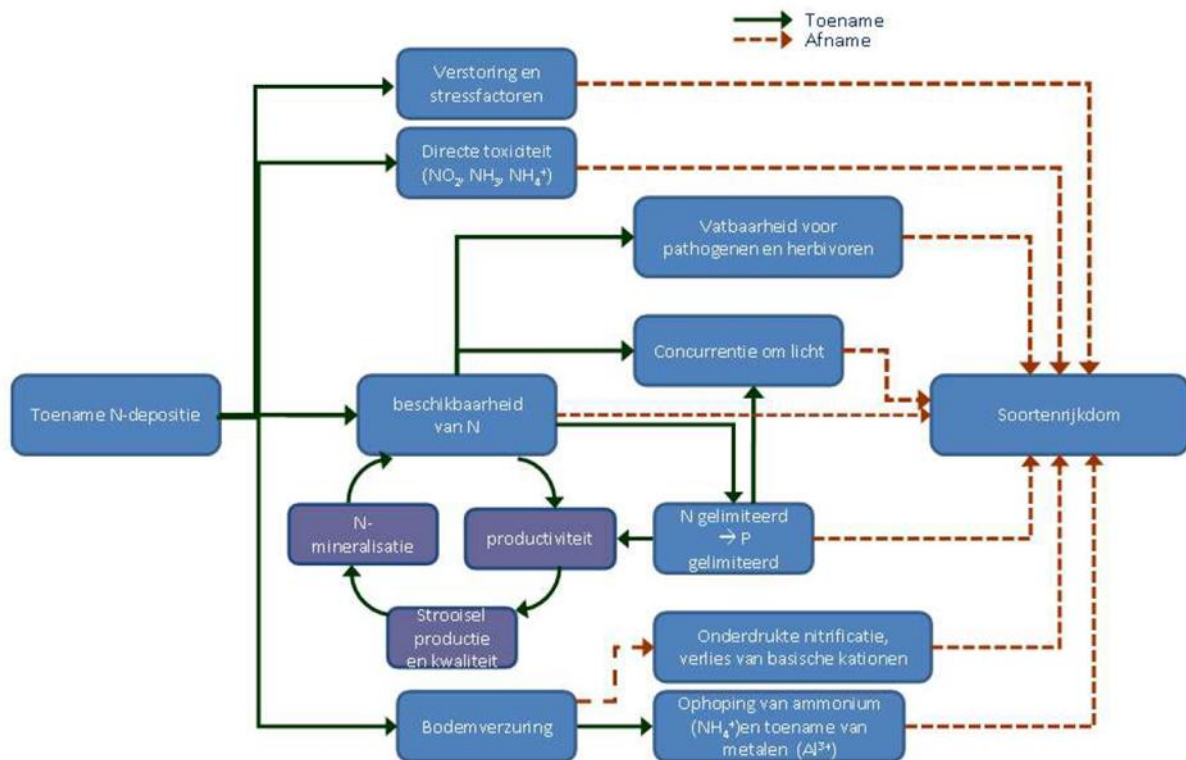 Toename
Afname
Verstoring en
stressfactoren
Directe toxiciteit
(NO₂, NH₃, NH₄⁺)
Vatbaarheid voor
pathogenen en herbivoren
Concurrentie om licht
Toename N-depositie
beschikbaarheid
van N
Soortenrijkdom
N-
mineralisatie
productiviteit
N gelimiteerd
→ P
gelimiteerd
Strooisel
productie
en kwaliteit
Onderdrukte nitrificatie,
verlies van basische kationen
Bodemverzuring
Ophoping van ammonium
(NH₄⁺)en toename van
metalen (Al³⁺)